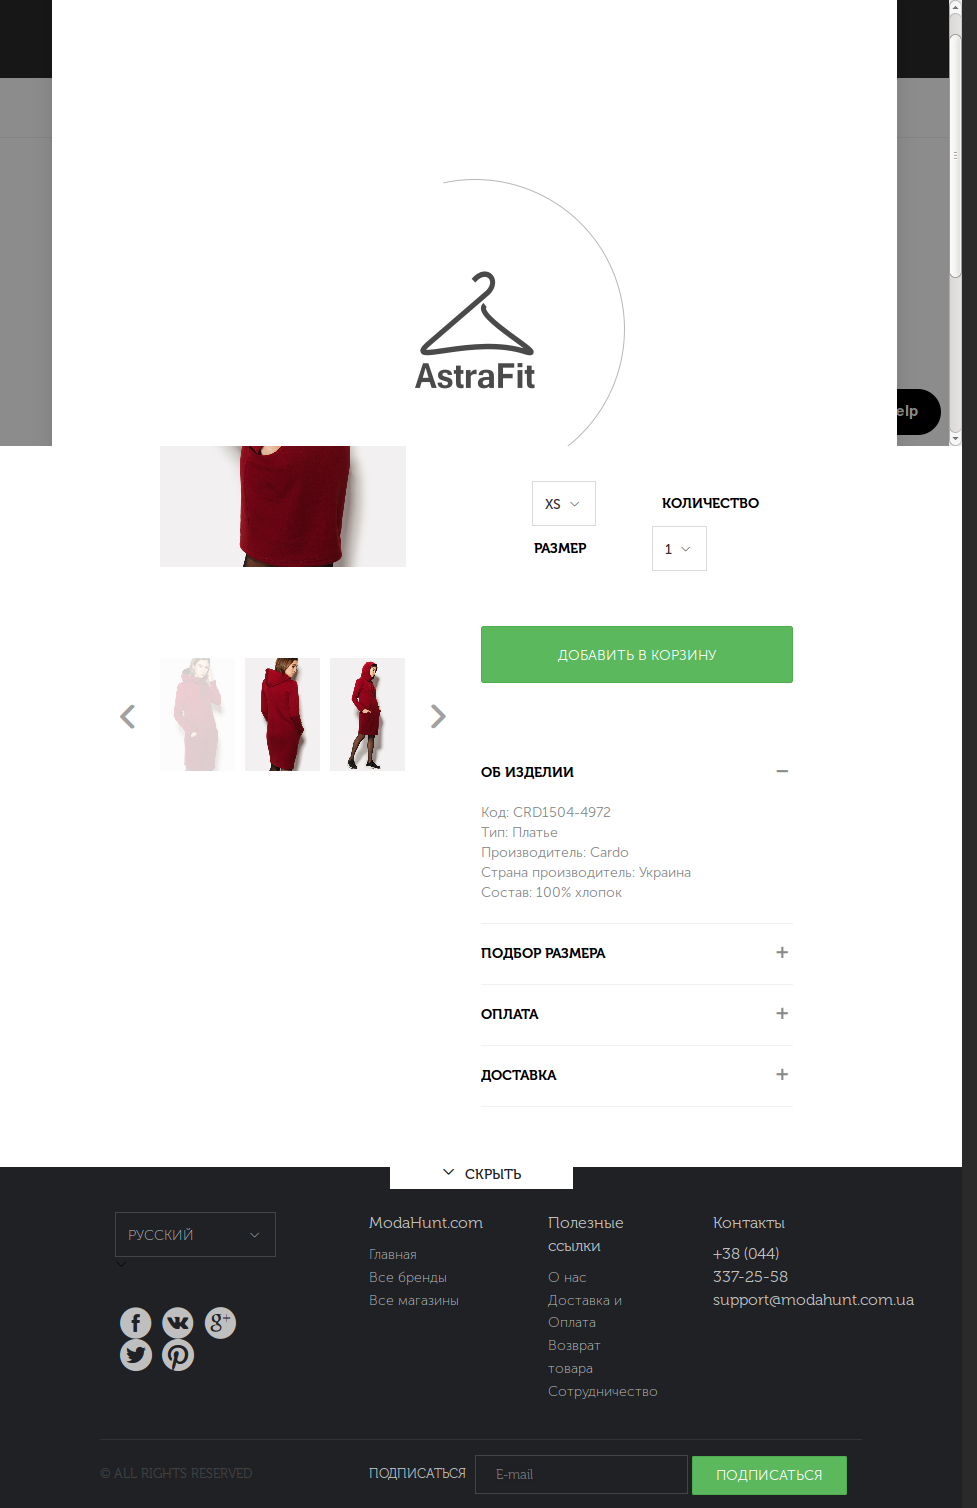 AstraFit
elp
XS
КОЛИЧЕСТВО
РАЗМЕР
1
ДОБАВИТЬ В КОРЗИНУ
ОБ ИЗДЕЛИИ
Код: CRD1504-4972
Тип: Платье
Производитель: Cardo
Страна производитель: Украина
Состав: 100% хлопок
ПОДБОР РАЗМЕРА
ОПЛАТА
ДОСТАВКА
СКРЫТЬ
РУССКИЙ
ModaHunt.com
Главная
Все бренды
Все магазины
Полезные
ссылки
О нас
Доставка и
Оплата
Возврат
товара
Сотрудничество
Контакты
+38 (044)
337-25-58
support@modahunt.com.ua
© ALL RIGHTS RESERVED
ПОДПИСАТЬСЯ
E-mail
ПОДПИСАТЬСЯ